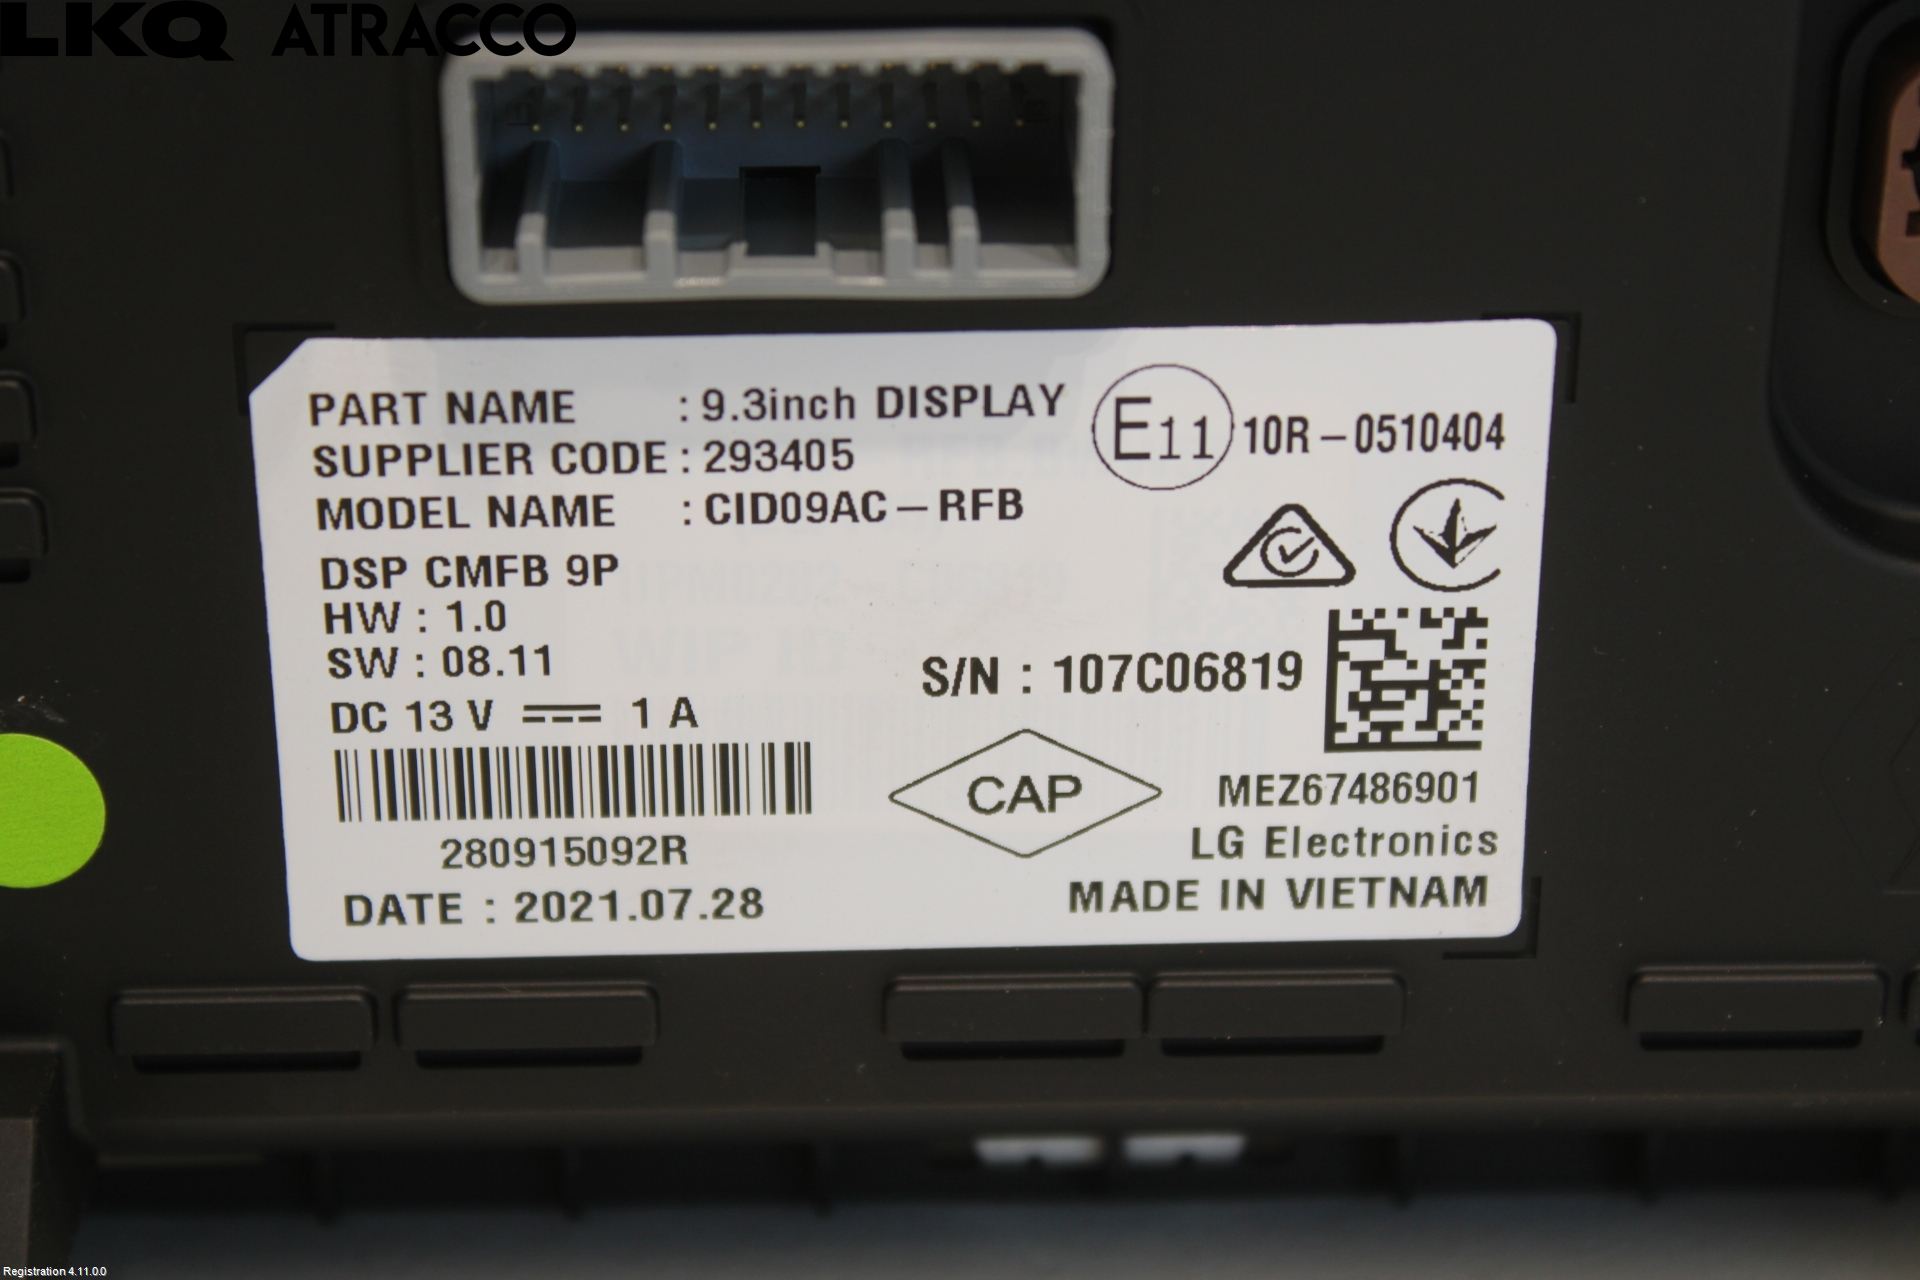 LKQ ATRACCO
PART NAME : 9.3inch DISPLAY
SUPPLIER CODE : 293405
MODEL NAME : CID09AC-RFB
DSP CMFB 9P
HW : 1.0
SW : 08.11
DC 13 V 1 A
280915092R
DATE : 2021.07.28
E11 10R-0510404
S/N : 107C06819
CAP
MEZ67486901
LG Electronics
MADE IN VIETNAM
Registration 4.11.0.0